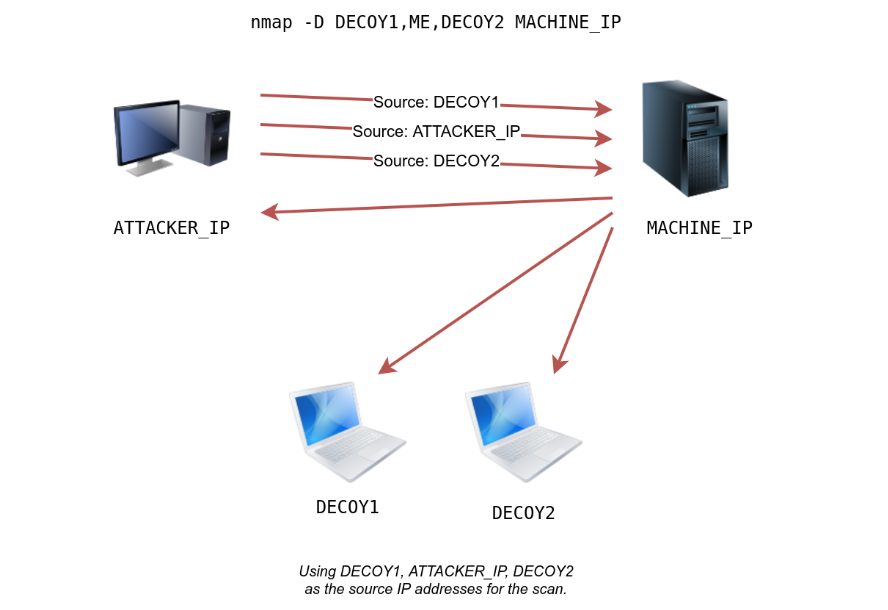 nmap -D DECOY1,ME,DECOY2 MACHINE_IP
Source: DECOY1
Source: ATTACKER_IP
Source: DECOY2
ATTACKER_IP
MACHINE_IP
DECOY1
DECOY2
Using DECOY1, ATTACKER_IP, DECOY2
as the source IP addresses for the scan.